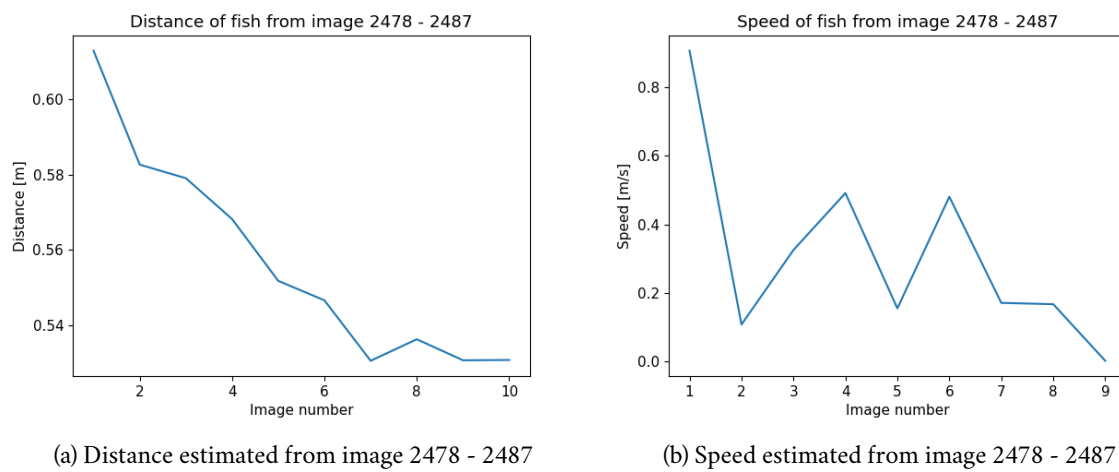 Distance of fish from image 2478 - 2487
Distance [m]
0.60
0.58
0.56
0.54
2 4 6 8 10
Image number
(a) Distance estimated from image 2478 - 2487
Speed of fish from image 2478 - 2487
Speed [m/s]
0.8
0.6
0.4
0.2
0.0
1 2 3 4 5 6 7 8 9
Image number
(b) Speed estimated from image 2478 - 2487